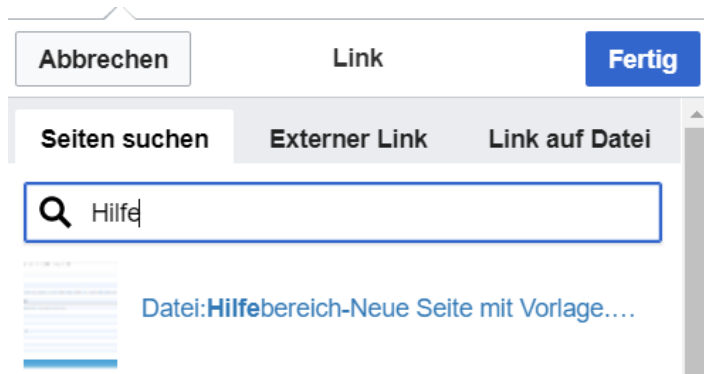 Abbrechen Link Fertig
Seiten suchen Externer Link Link auf Datei
Hilfe
Datei:Hilfebereich-Neue Seite mit Vorlage....